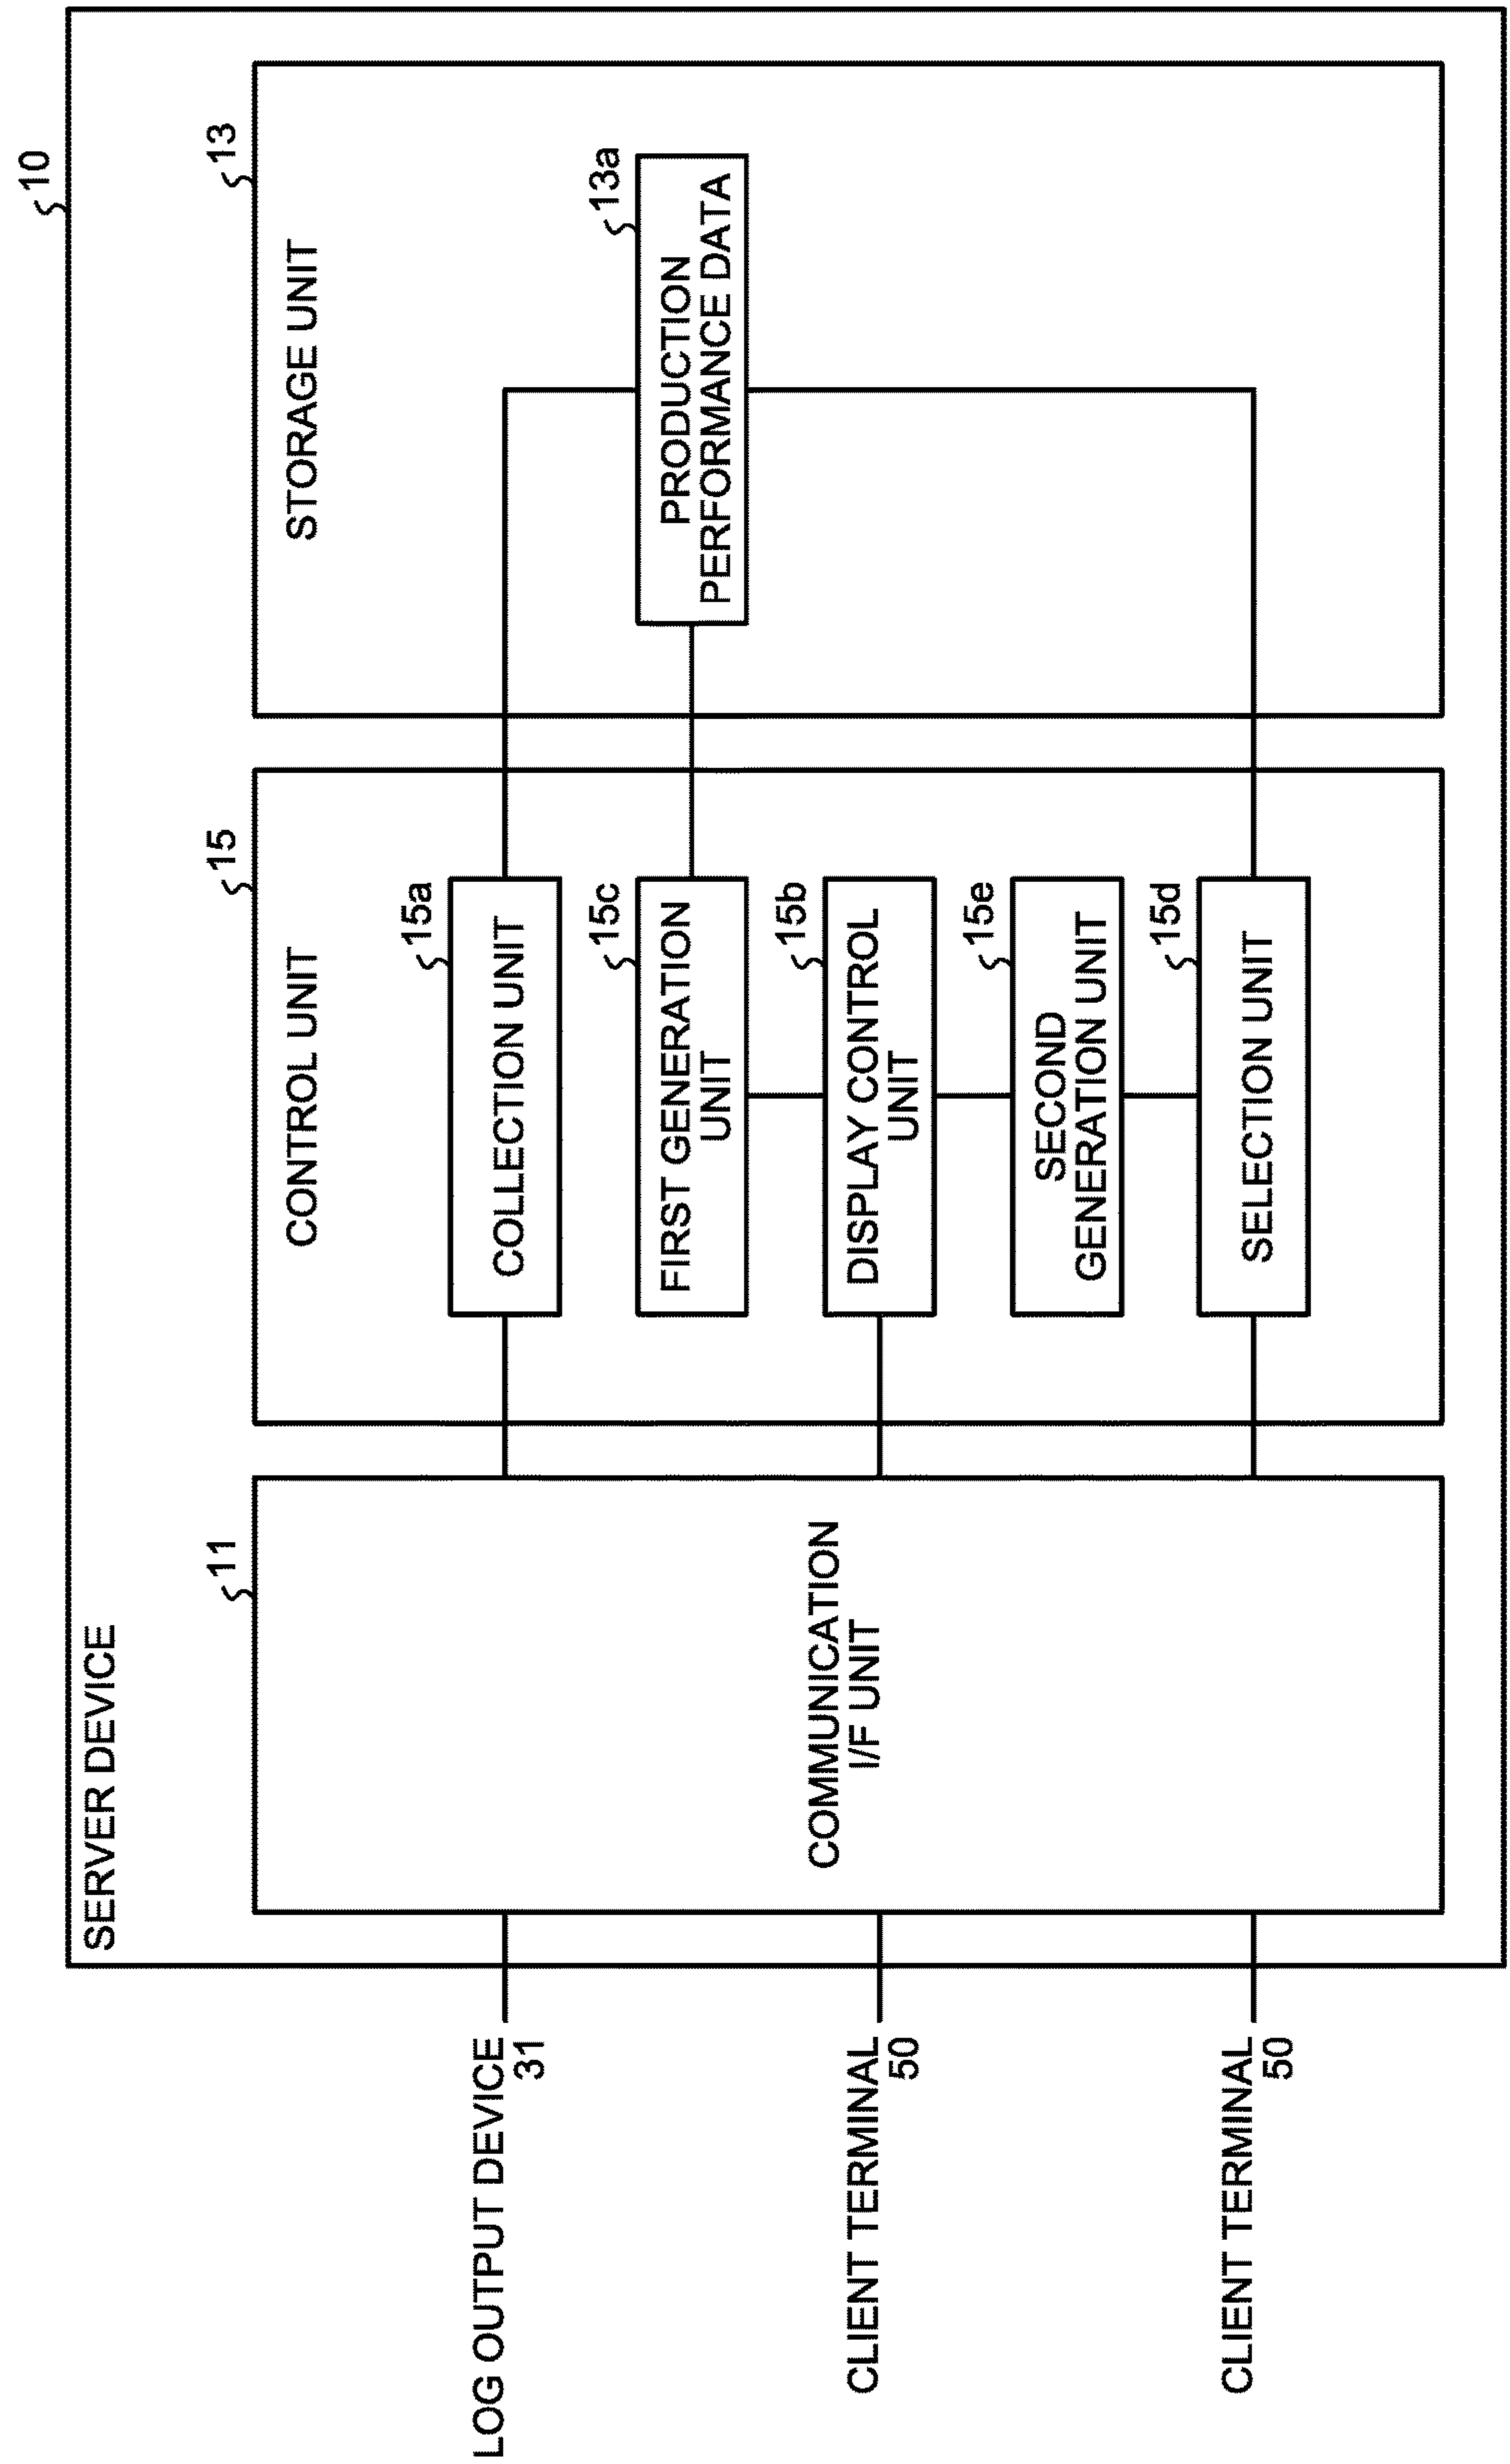 10
SERVER DEVICE
11
15
13
COMMUNICATION
I/F UNIT
CONTROL UNIT
STORAGE UNIT
LOG OUTPUT DEVICE
31
15a
COLLECTION UNIT
15c
FIRST GENERATION
UNIT
13a
PRODUCTION
PERFORMANCE DATA
CLIENT TERMINAL
50
15b
DISPLAY CONTROL
UNIT
15e
SECOND
GENERATION UNIT
CLIENT TERMINAL
50
15d
SELECTION UNIT